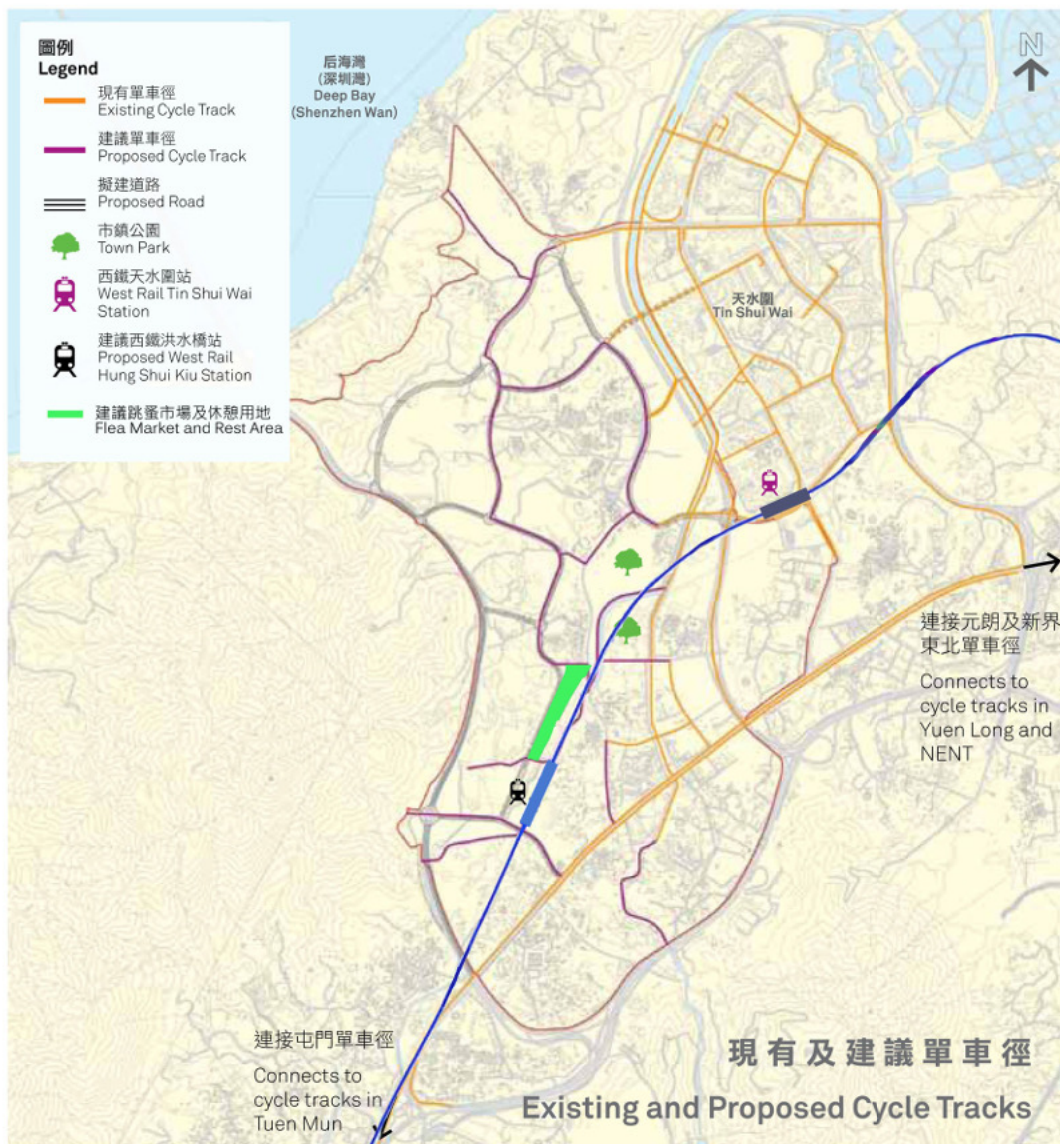 圖例
Legend
現有單車徑
Existing Cycle Track
建議單車徑
Proposed Cycle Track
擬建道路
Proposed Road
市鎮公園
Town Park
西鐵天水圍站
West Rail Tin Shui Wai
Station
建議西鐵洪水橋站
Proposed West Rail
Hung Shui Kiu Station
建議跳蚤市場及休憩用地
Flea Market and Rest Area
后海灣
(深圳灣)
Deep Bay
(Shenzhen Wan)
N
天水圍
Tin Shui Wai
連接元朗及新界
東北單車徑
Connects to
cycle tracks in
Yuen Long and
NENT
連接屯門單車徑
Connects to
cycle tracks in
Tuen Mun
現有及建議單車徑
Existing and Proposed Cycle Tracks